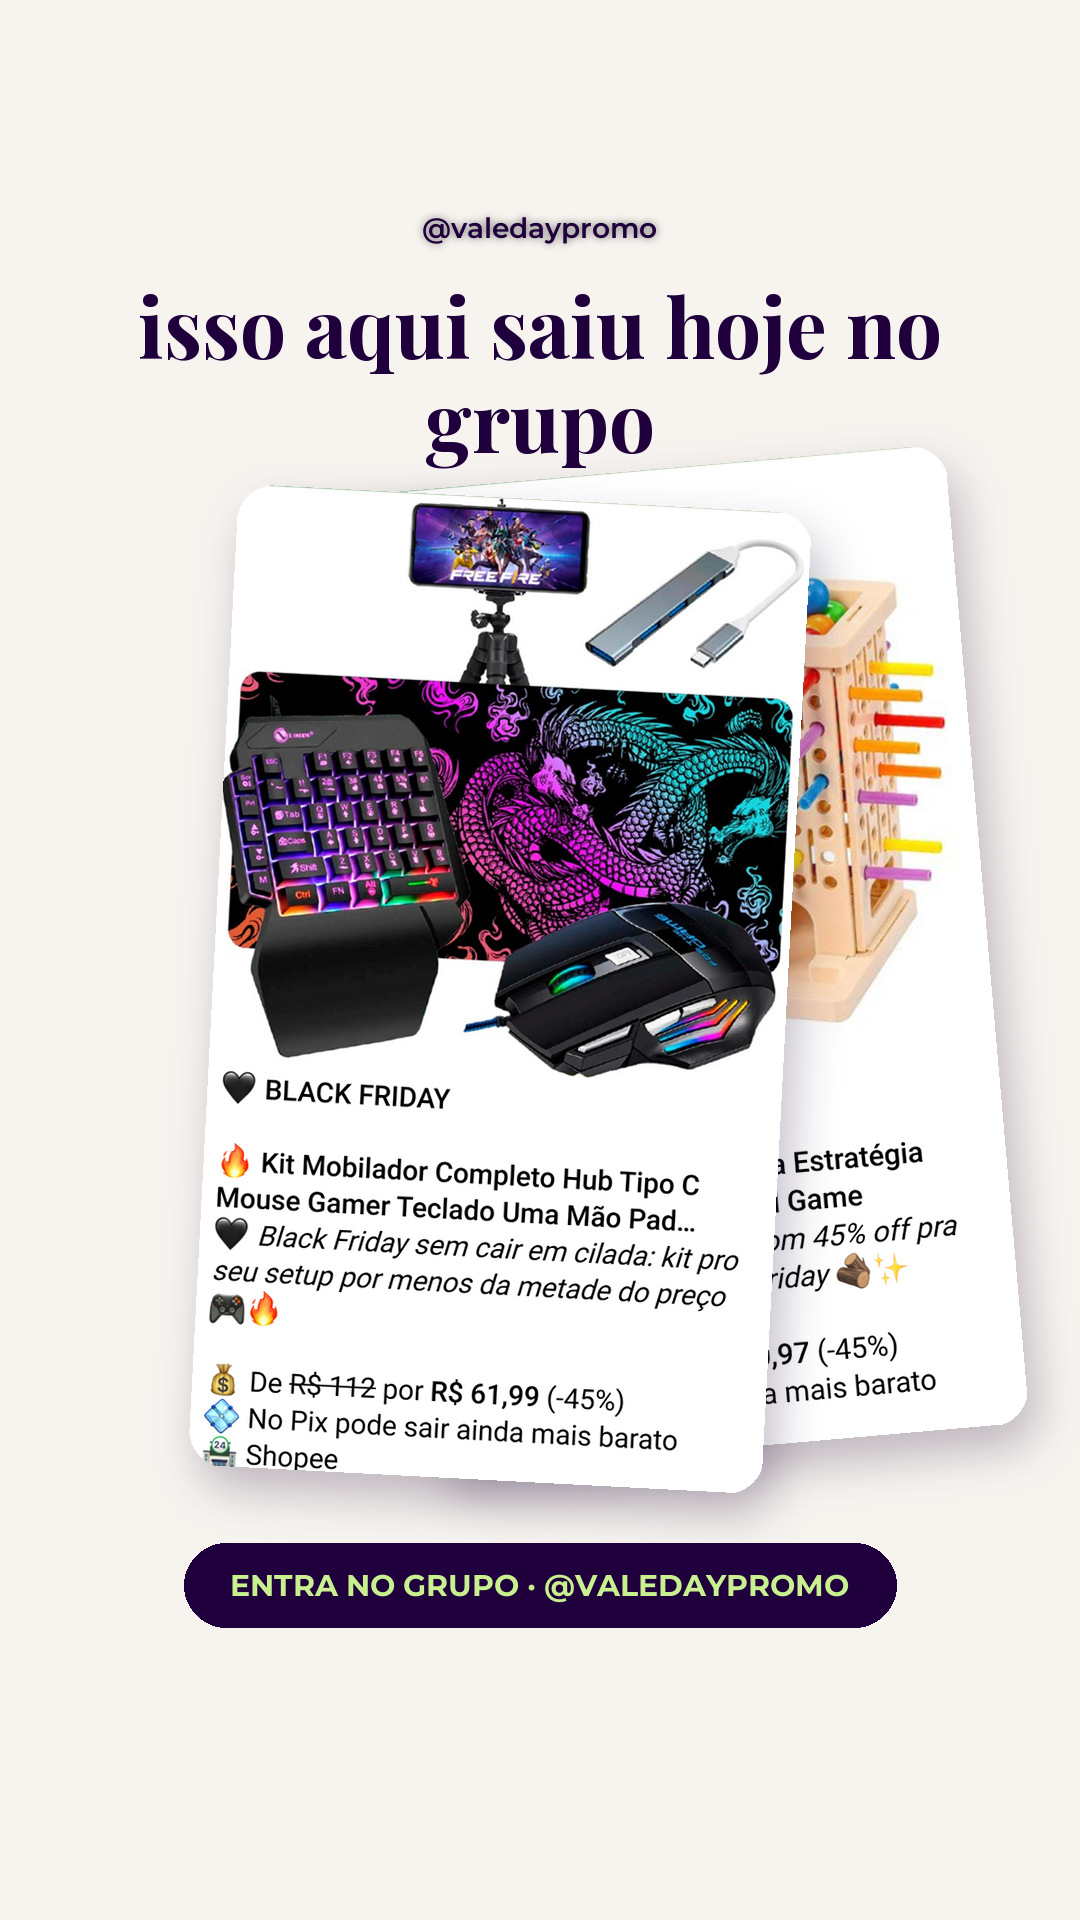 @valedaypromo
isso aqui saiu hoje no
grupo
FREE FIRE
🖤 BLACK FRIDAY
🔥 Kit Mobilador Completo Hub Tipo C
Mouse Gamer Teclado Uma Mão Pad...
🖤 Black Friday sem cair em cilada: kit pro
seu setup por menos da metade do preço
🎮🔥
💰 De R$ 112 por R$ 61,99 (-45%)
💠 No Pix pode sair ainda mais barato
🏪 Shopee
a Estratégia
Game
om 45% off pra
riday 🪵✨
,97 (-45%)
a mais barato
ENTRA NO GRUPO · @VALEDAYPROMO